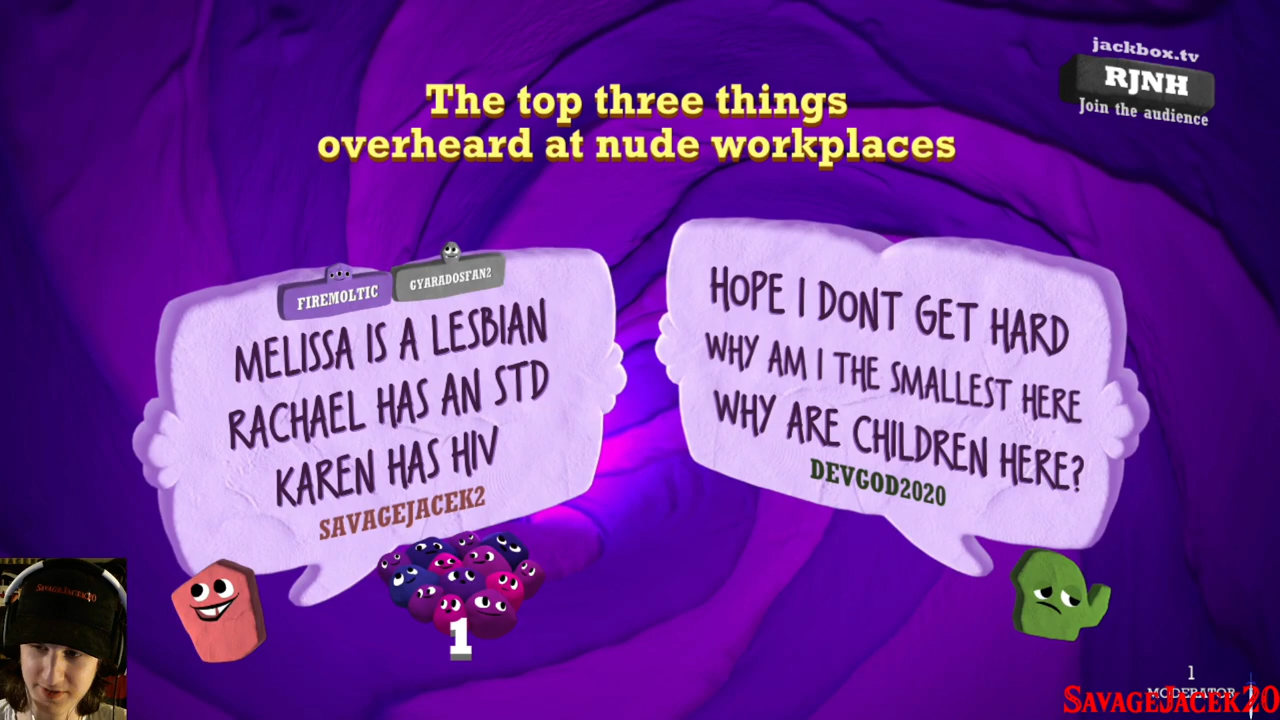 jackbox.tv
RJNH
Join the audience
The top three things
overheard at nude workplaces
FIREMOLTIC
GYARADOSFAN2
MELISSA IS A LESBIAN
RACHAEL HAS AN STD
KAREN HAS HIV
SAVAGEJACEK2
HOPE I DONT GET HARD
WHY AM I THE SMALLEST HERE
WHY ARE CHILDREN HERE?
DEVGOD2020
1
SAVAGEJACEK20
1
MODERATOR
SAVAGEJACEK20